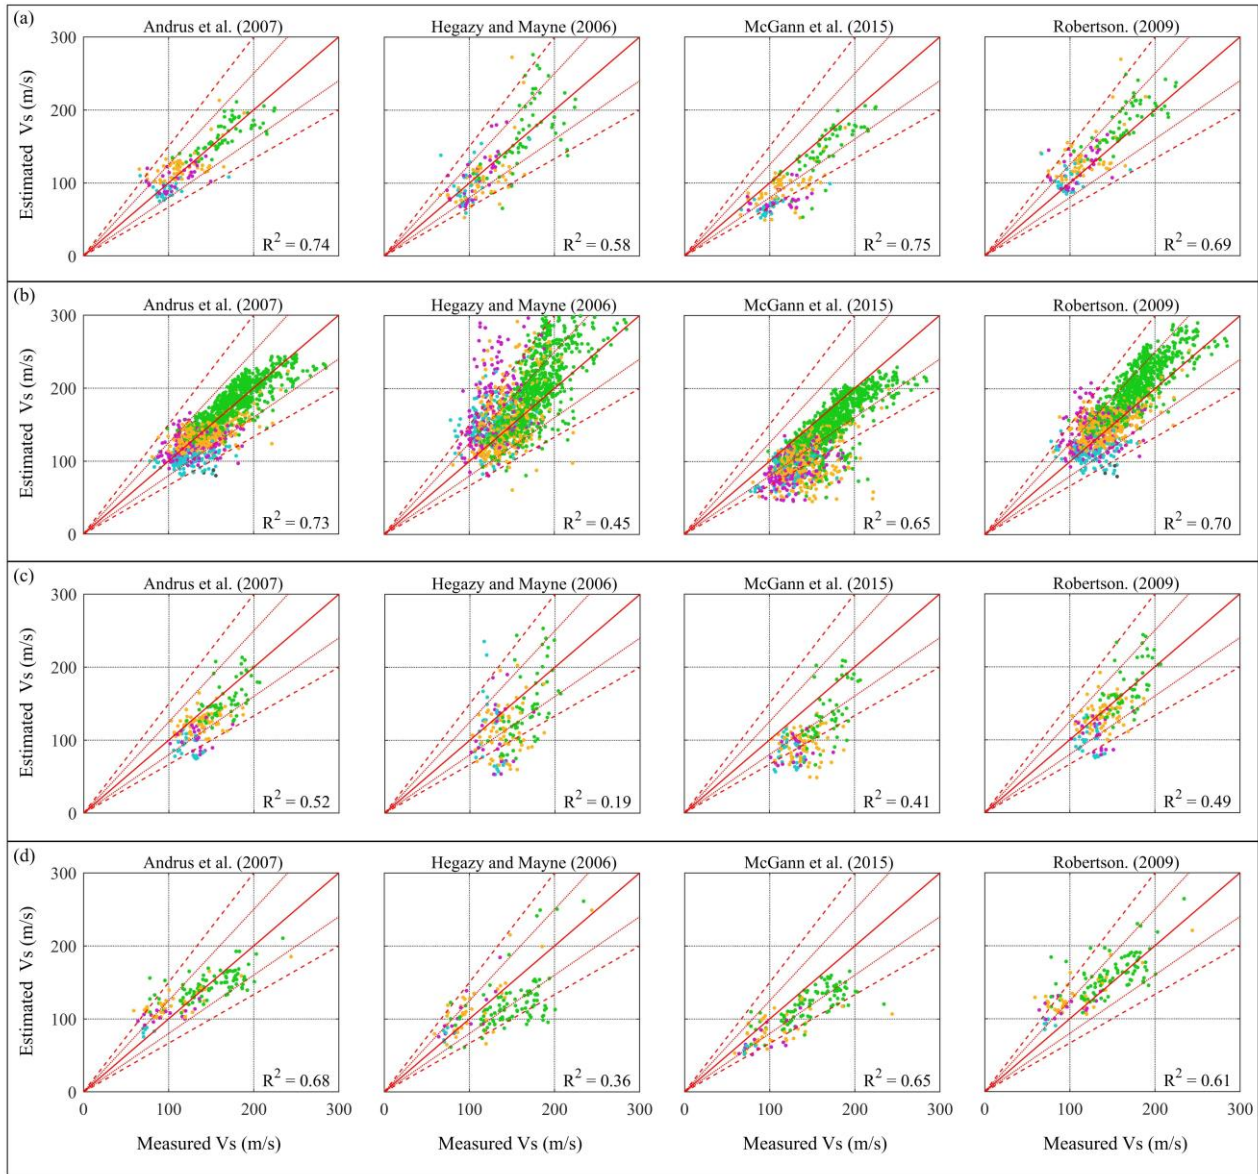 (a)
Andrus et al. (2007) Hegazy and Mayne (2006) McGann et al. (2015) Robertson. (2009)
300
200
100
0
Estimated Vs (m/s)
R² = 0.74 R² = 0.58 R² = 0.75 R² = 0.69
(b)
Andrus et al. (2007) Hegazy and Mayne (2006) McGann et al. (2015) Robertson. (2009)
300
200
100
0
Estimated Vs (m/s)
R² = 0.73 R² = 0.45 R² = 0.65 R² = 0.70
(c)
Andrus et al. (2007) Hegazy and Mayne (2006) McGann et al. (2015) Robertson. (2009)
300
200
100
0
Estimated Vs (m/s)
R² = 0.52 R² = 0.19 R² = 0.41 R² = 0.49
(d)
Andrus et al. (2007) Hegazy and Mayne (2006) McGann et al. (2015) Robertson. (2009)
300
200
100
0
Estimated Vs (m/s)
R² = 0.68 R² = 0.36 R² = 0.65 R² = 0.61
0 100 200 300 0 100 200 300 0 100 200 300 0 100 200 300
Measured Vs (m/s) Measured Vs (m/s) Measured Vs (m/s) Measured Vs (m/s)